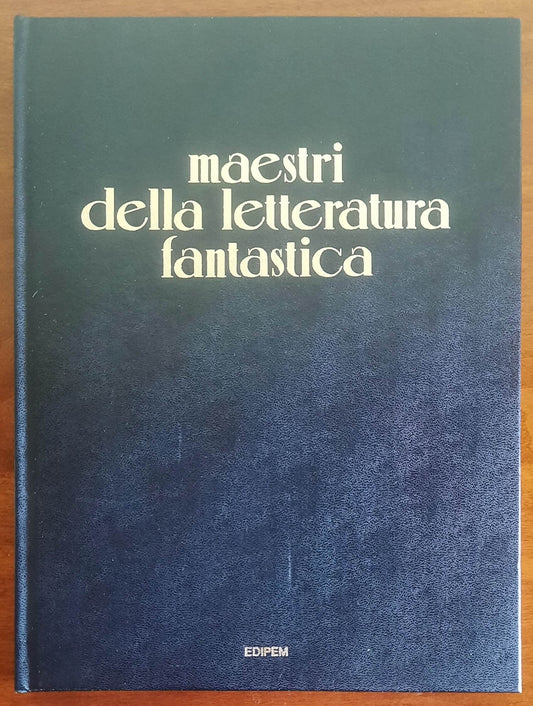 maestri
della letteratura
fantastica
EDIPEM